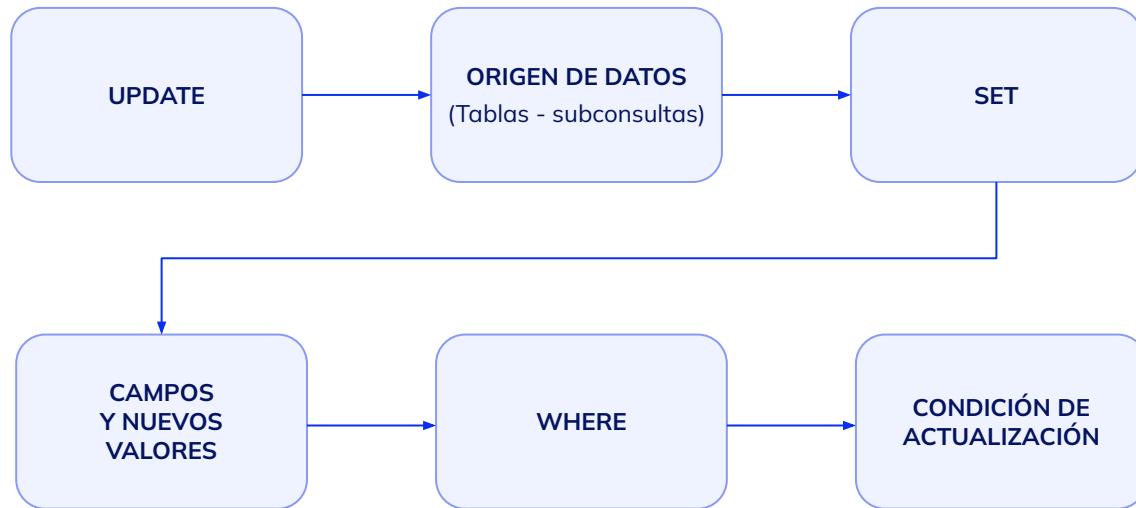 UPDATE
ORIGEN DE DATOS
(Tablas - subconsultas)
SET
CAMPOS
Y NUEVOS
VALORES
WHERE
CONDICIÓN DE
ACTUALIZACIÓN